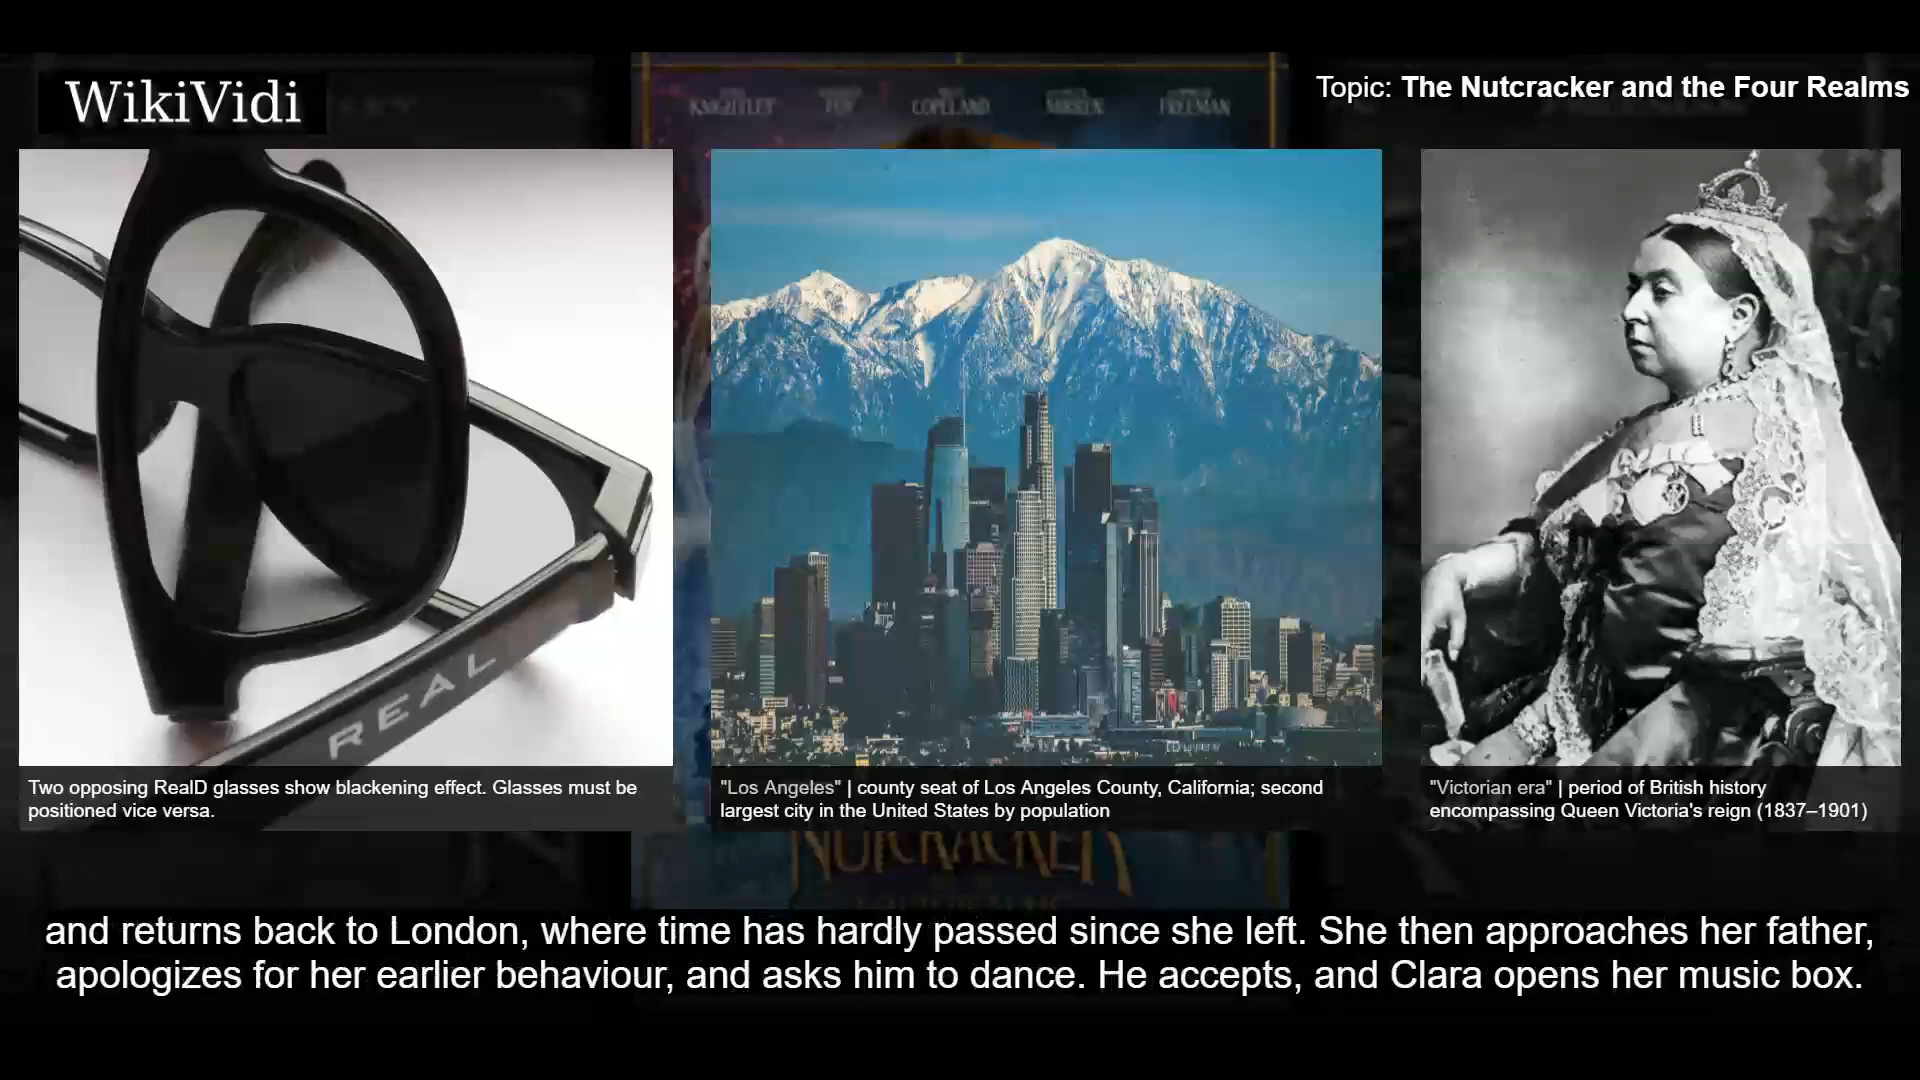 WikiVidi
Topic: The Nutcracker and the Four Realms
KNIGHTLEY
COPELAND
MIRREN
FREEMAN
REAL
Two opposing RealD glasses show blackening effect. Glasses must be
positioned vice versa.
"Los Angeles" | county seat of Los Angeles County, California; second
largest city in the United States by population
"Victorian era" | period of British history
encompassing Queen Victoria's reign (1837–1901)
NUTCRACKER
and returns back to London, where time has hardly passed since she left. She then approaches her father,
apologizes for her earlier behaviour, and asks him to dance. He accepts, and Clara opens her music box.